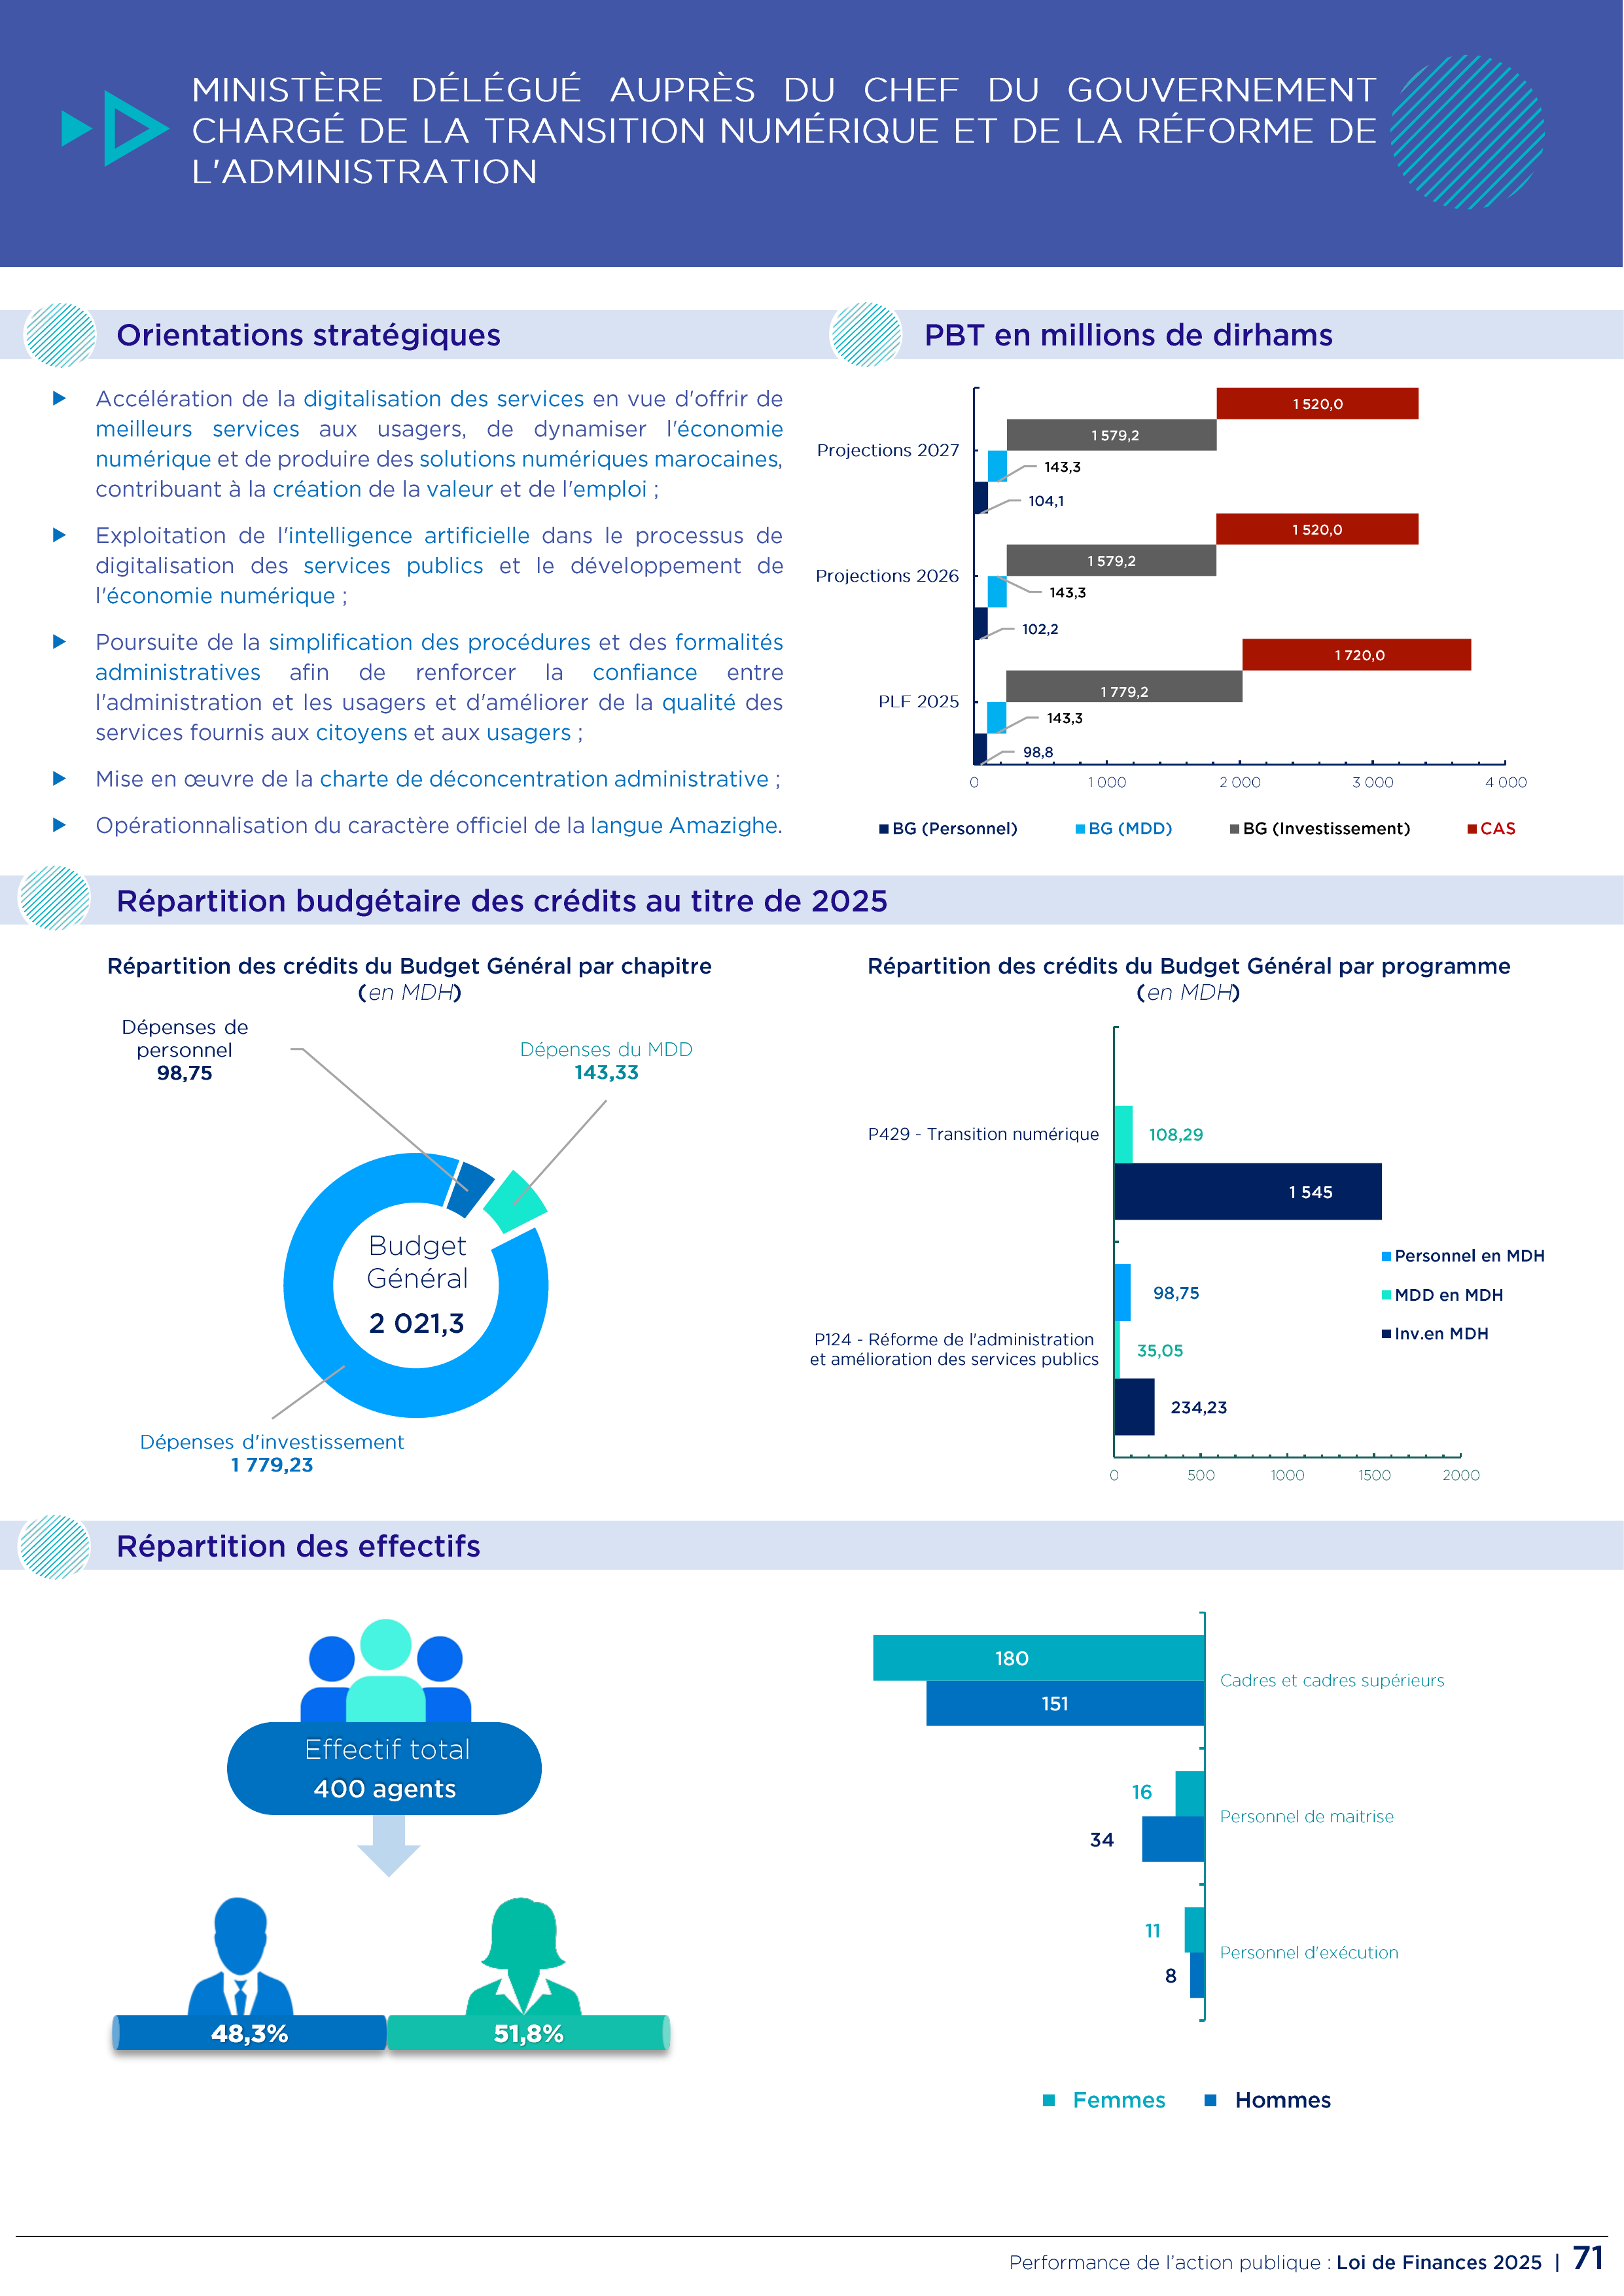 MINISTÈRE DÉLÉGUÉ AUPRÈS DU CHEF DU GOUVERNEMENT
CHARGÉ DE LA TRANSITION NUMÉRIQUE ET DE LA RÉFORME DE
L'ADMINISTRATION
Orientations stratégiques
Accélération de la digitalisation des services en vue d'offrir de
meilleurs services aux usagers, de dynamiser l'économie
numérique et de produire des solutions numériques marocaines,
contribuant à la création de la valeur et de l'emploi ;
Exploitation de l'intelligence artificielle dans le processus de
digitalisation des services publics et le développement de
l'économie numérique ;
Poursuite de la simplification des procédures et des formalités
administratives afin de renforcer la confiance entre
l'administration et les usagers et d'améliorer de la qualité des
services fournis aux citoyens et aux usagers ;
Mise en œuvre de la charte de déconcentration administrative ;
Opérationnalisation du caractère officiel de la langue Amazighe.
PBT en millions de dirhams
1 520,0
1 579,2
Projections 2027
143,3
104,1
1 520,0
1 579,2
Projections 2026
143,3
102,2
1 720,0
1 779,2
PLF 2025
143,3
98,8
0 1 000 2 000 3 000 4 000
BG (Personnel) BG (MDD) BG (Investissement) CAS
Répartition budgétaire des crédits au titre de 2025
Répartition des crédits du Budget Général par chapitre
(en MDH)
Dépenses de
personnel
98,75
Dépenses du MDD
143,33
Budget
Général
2 021,3
Dépenses d'investissement
1 779,23
Répartition des crédits du Budget Général par programme
(en MDH)
P429 - Transition numérique
108,29
1 545
98,75
P124 - Réforme de l'administration
et amélioration des services publics
35,05
234,23
Personnel en MDH
MDD en MDH
Inv.en MDH
0 500 1000 1500 2000
Répartition des effectifs
Effectif total
400 agents
48,3% 51,8%
180
Cadres et cadres supérieurs
151
16
Personnel de maitrise
34
11
Personnel d'exécution
8
Femmes Hommes
Performance de l'action publique : Loi de Finances 2025 | 71